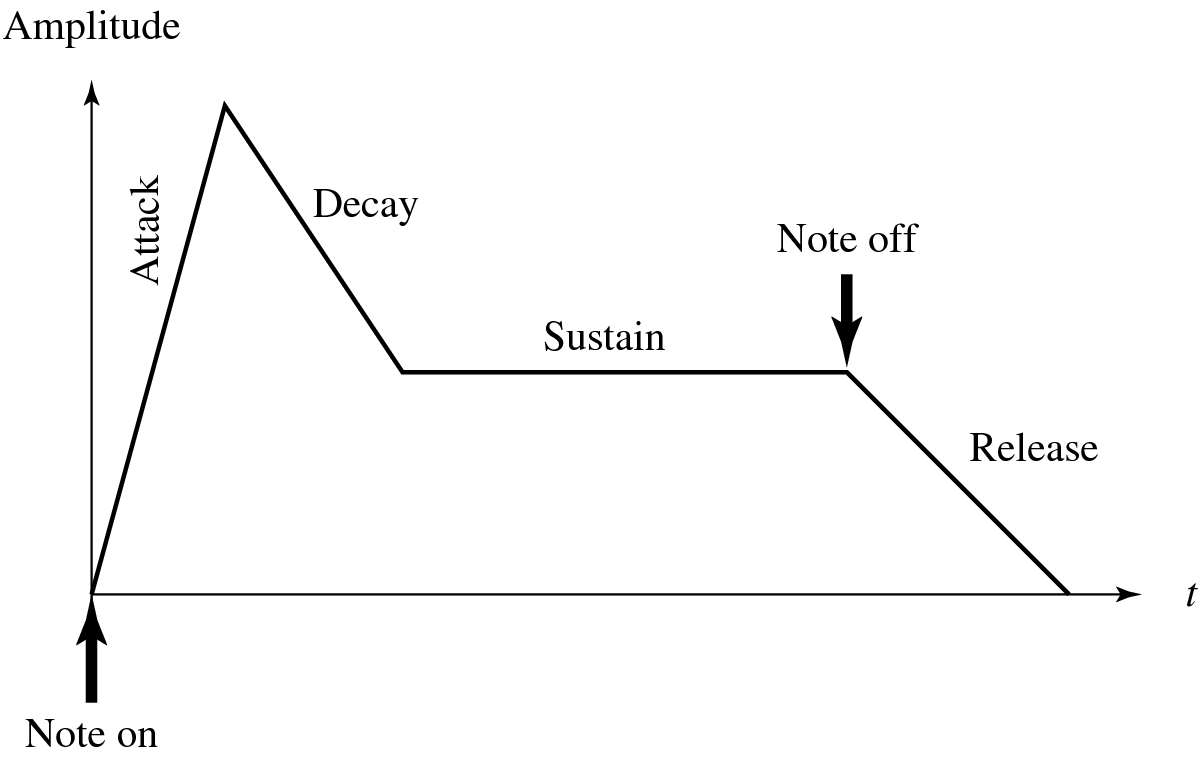 Amplitude
Attack
Decay
Note off
Sustain
Release
t
Note on